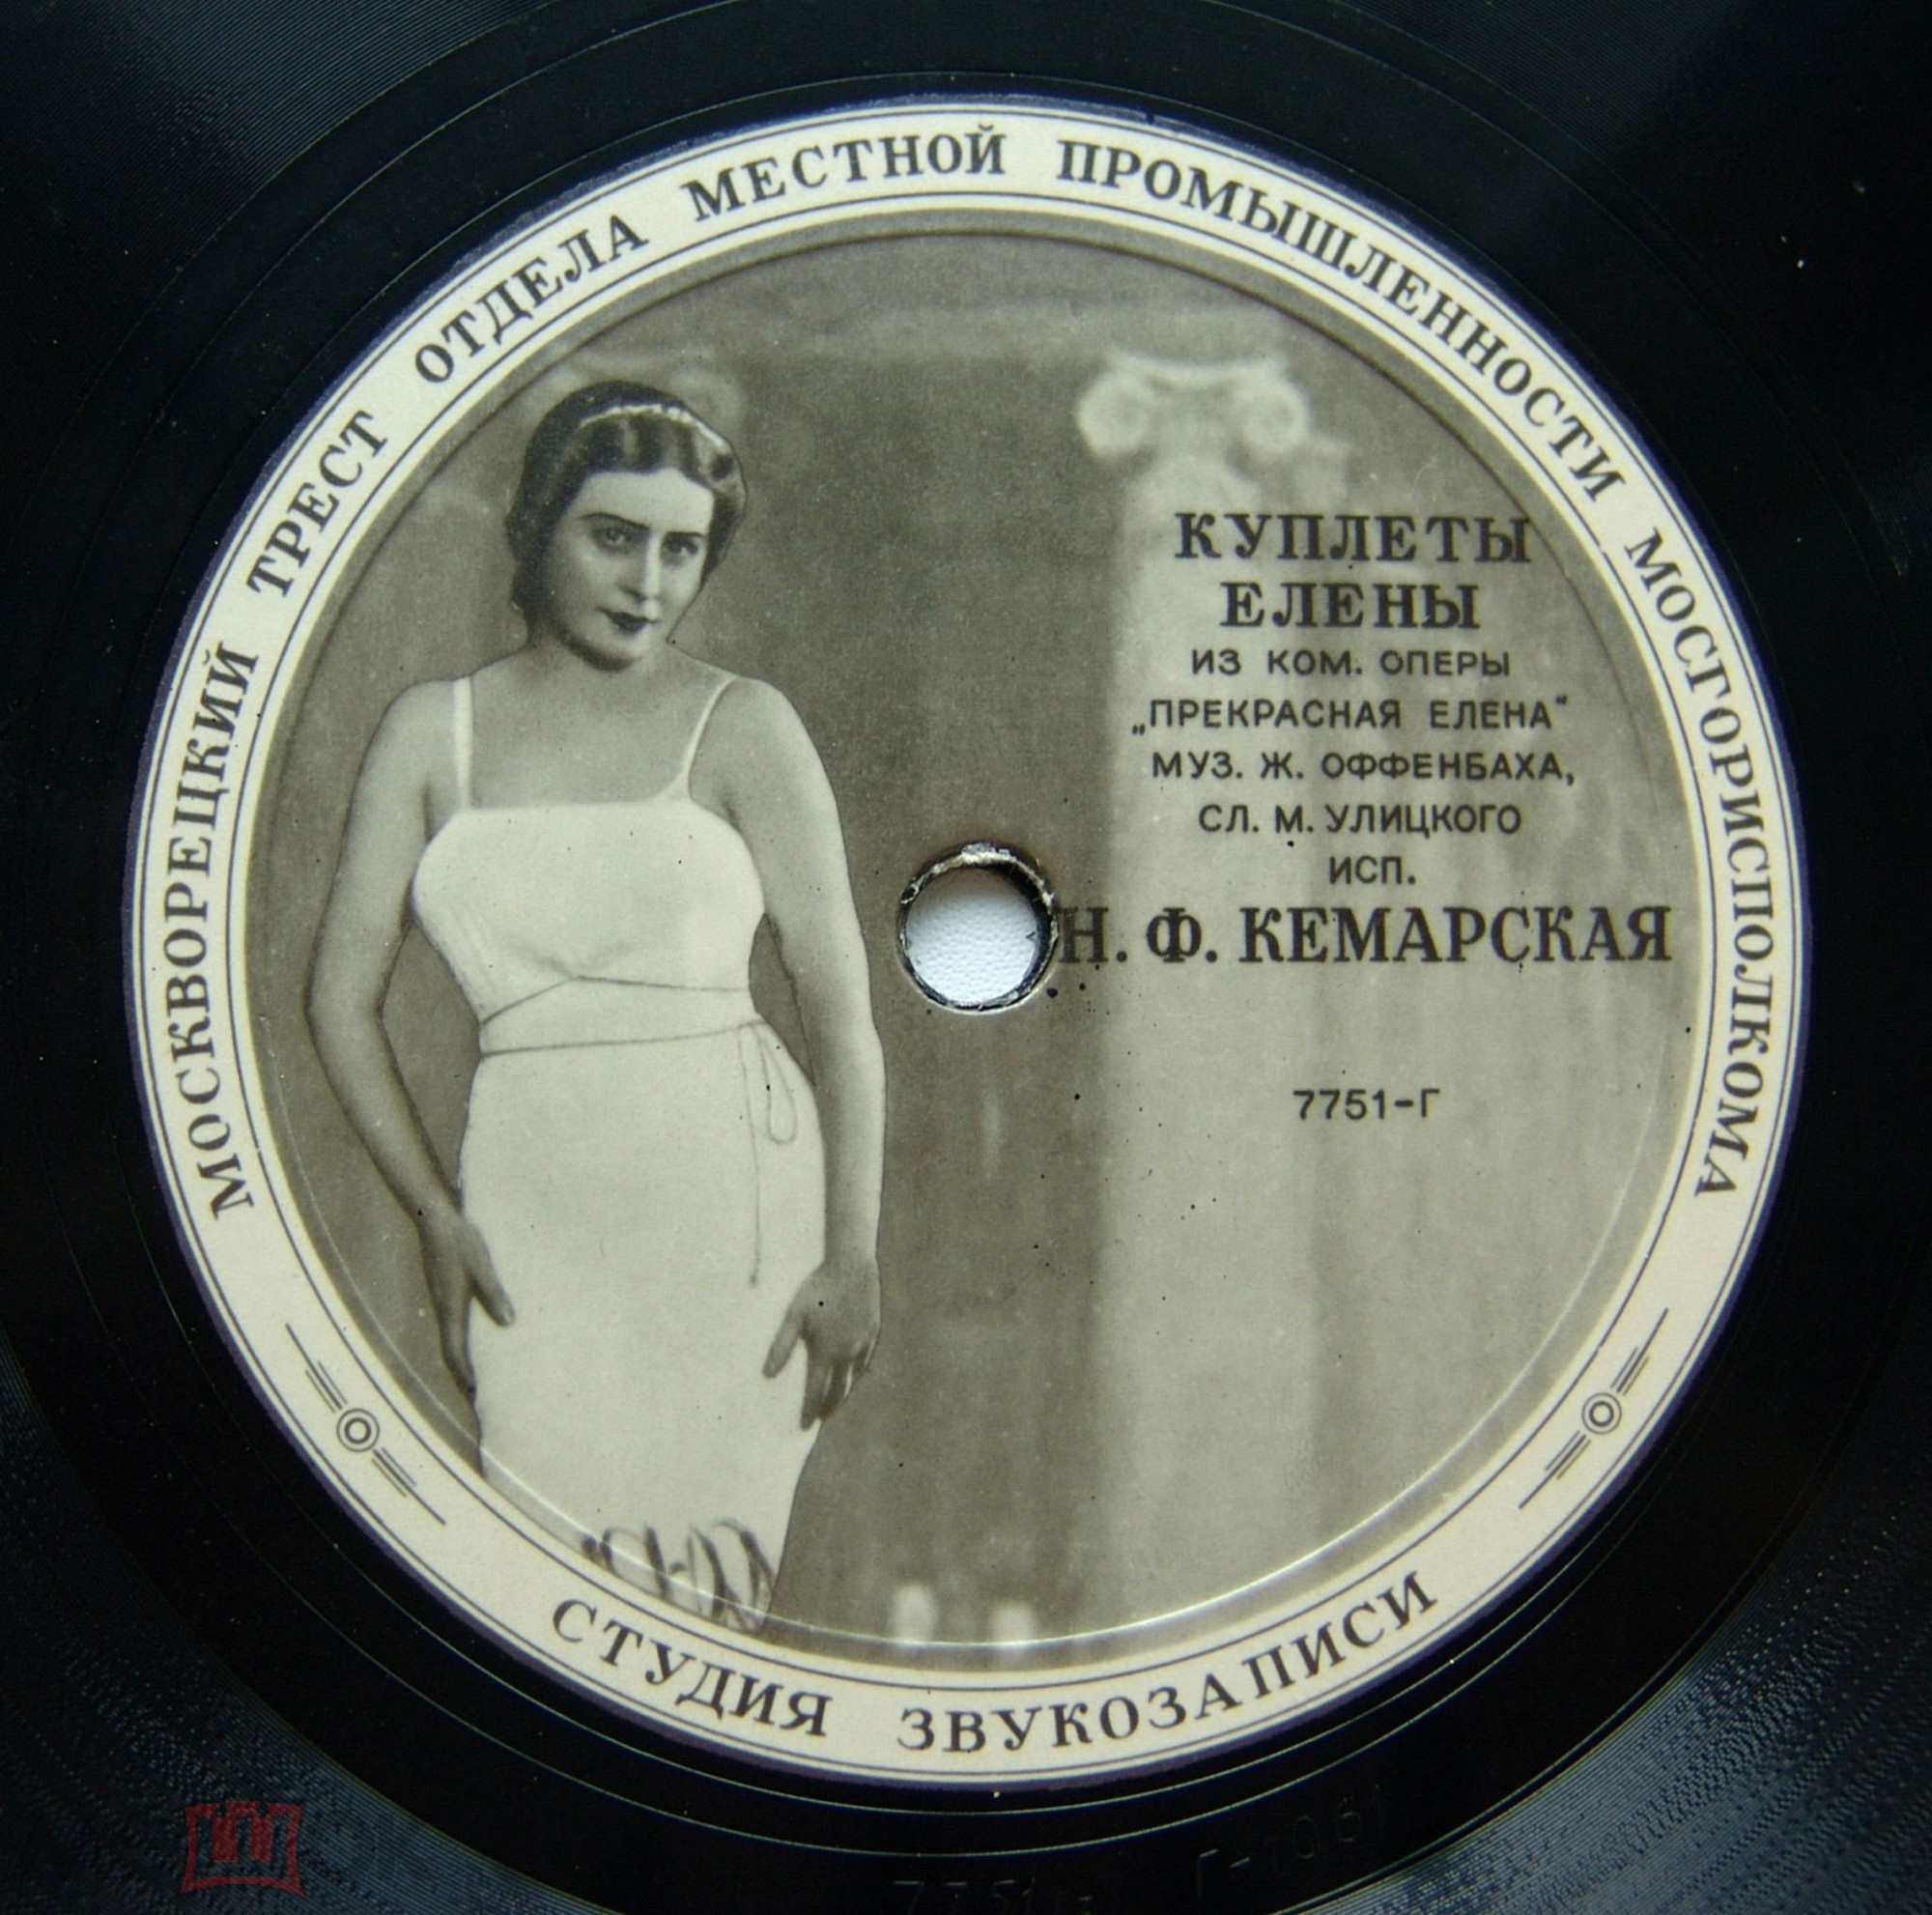 МОСКВОРЕЦКИЙ ТРЕСТ ОТДЕЛА МЕСТНОЙ ПРОМЫШЛЕННОСТИ МОСГОРИСПОЛКОМА
КУПЛЕТЫ
ЕЛЕНЫ
ИЗ КОМ. ОПЕРЫ
„ПРЕКРАСНАЯ ЕЛЕНА“
МУЗ. Ж. ОФФЕНБАХА,
СЛ. М. УЛИЦКОГО
ИСП.
Н. Ф. КЕМАРСКАЯ
7751-Г
СТУДИЯ ЗВУКОЗАПИСИ
Г-1061